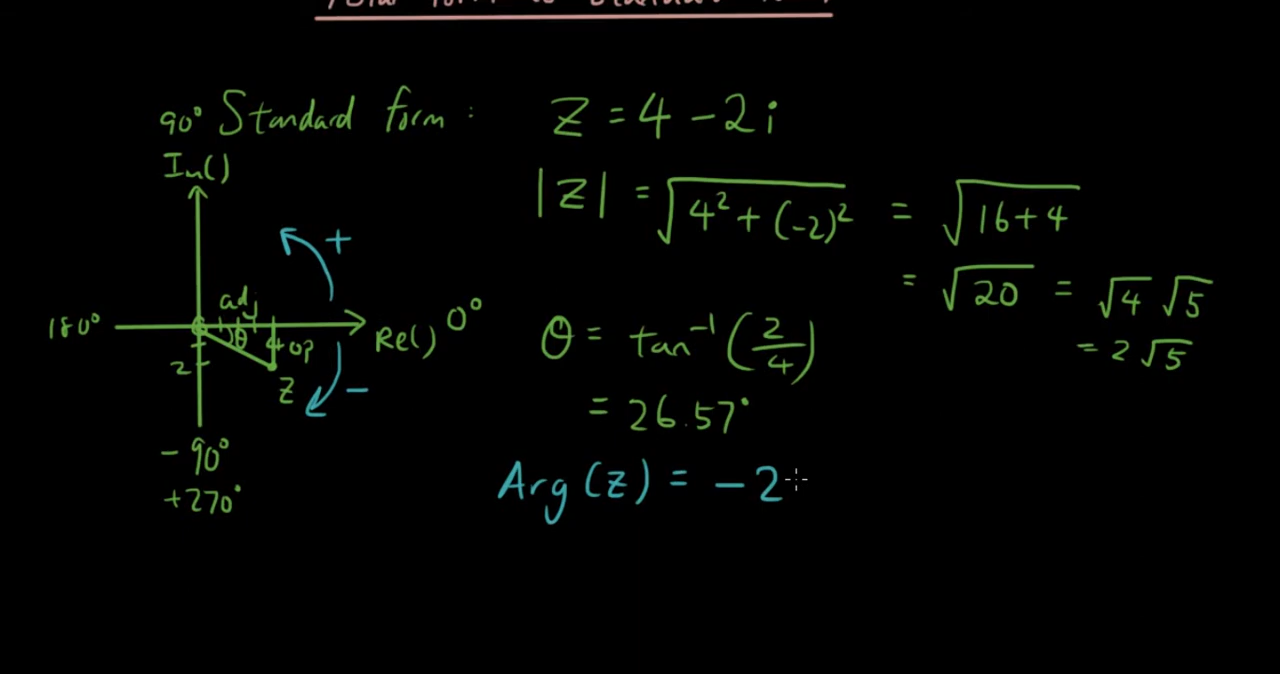 90° Standard form : Z = 4 - 2i
Im()
|Z| = √(4² + (-2)²) = √(16+4)
= √20 = √4 √5
= 2√5
+
adj
180°
Re() 0°
θ
4 op
2
Z
-
θ = tan⁻¹(2/4)
= 26.57°
- 90°
+270°
Arg(z) = -2